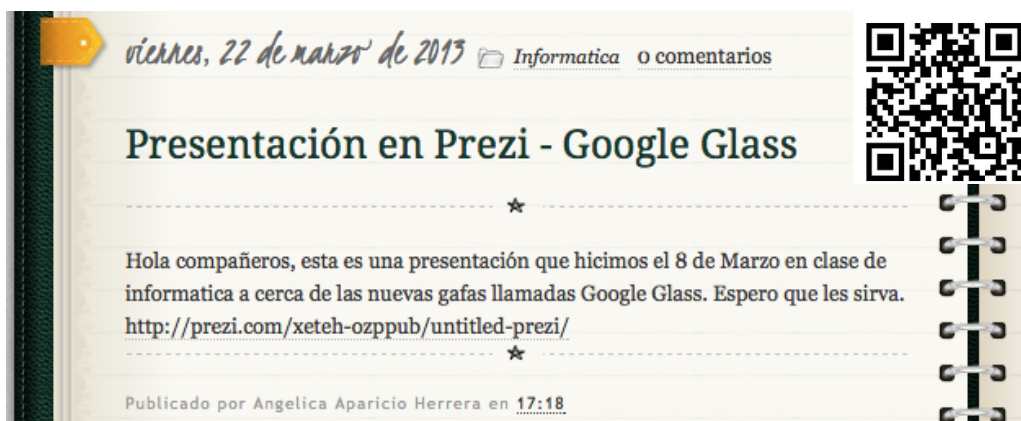 viernes, 22 de marzo de 2013 Informatica 0 comentarios
Presentación en Prezi - Google Glass
Hola compañeros, esta es una presentación que hicimos el 8 de Marzo en clase de
informatica a cerca de las nuevas gafas llamadas Google Glass. Espero que les sirva.
http://prezi.com/xeteh-ozppub/untitled-prezi/
Publicado por Angelica Aparicio Herrera en 17:18